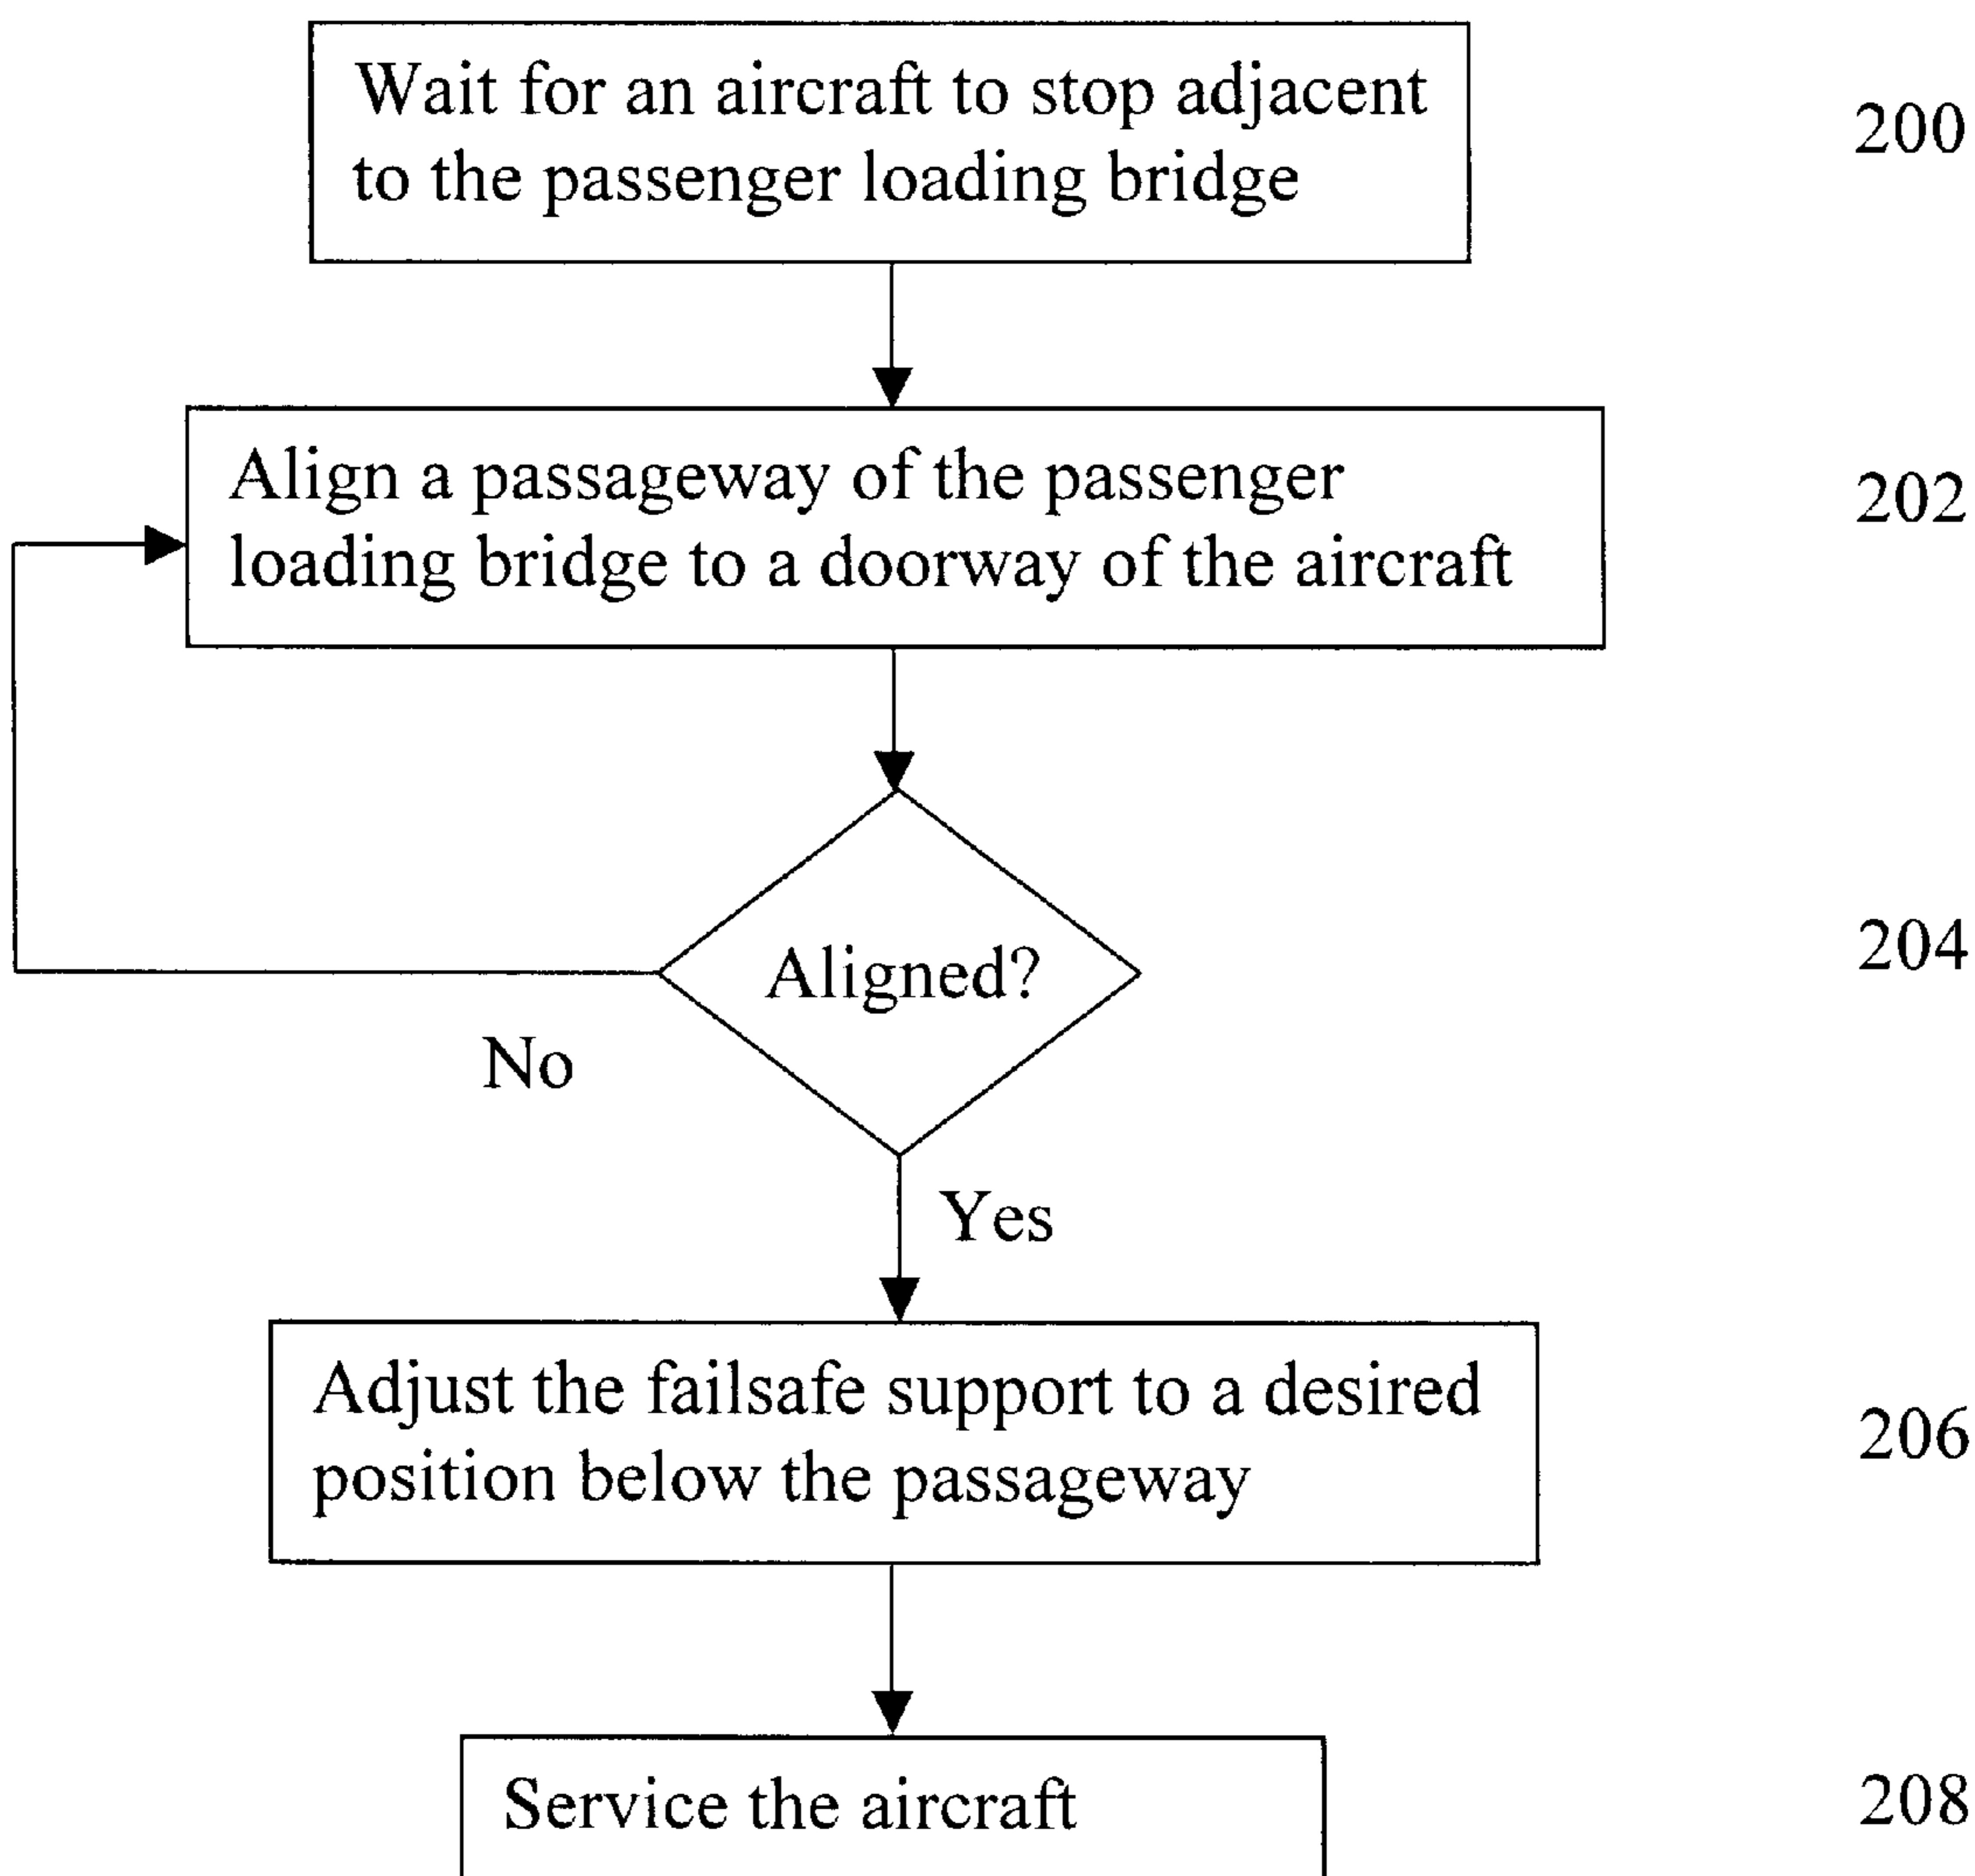 Wait for an aircraft to stop adjacent
to the passenger loading bridge
200
Align a passageway of the passenger
loading bridge to a doorway of the aircraft
202
Aligned?
204
No
Yes
Adjust the failsafe support to a desired
position below the passageway
206
Service the aircraft
208